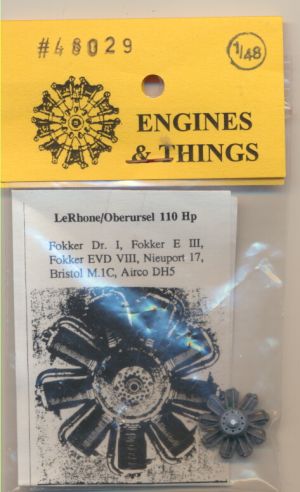 #48029
1/48
ENGINES
& THINGS
LeRhone/Oberursel 110 Hp
Fokker Dr. I, Fokker E III,
Fokker EVD VIII, Nieuport 17,
Bristol M.1C, Airco DH5